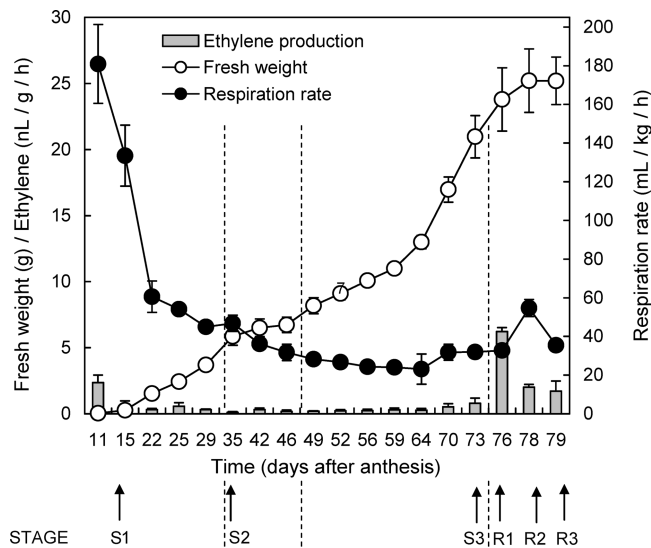 Ethylene production
Fresh weight
Respiration rate
Fresh weight (g) / Ethylene (nL / g / h)
30
25
20
15
10
5
0
Respiration rate (mL / kg / h)
200
180
160
140
120
100
80
60
40
20
0
11 15 22 25 29 35 42 46 49 52 56 59 64 70 73 76 78 79
Time (days after anthesis)
STAGE S1 S2 S3 R1 R2 R3